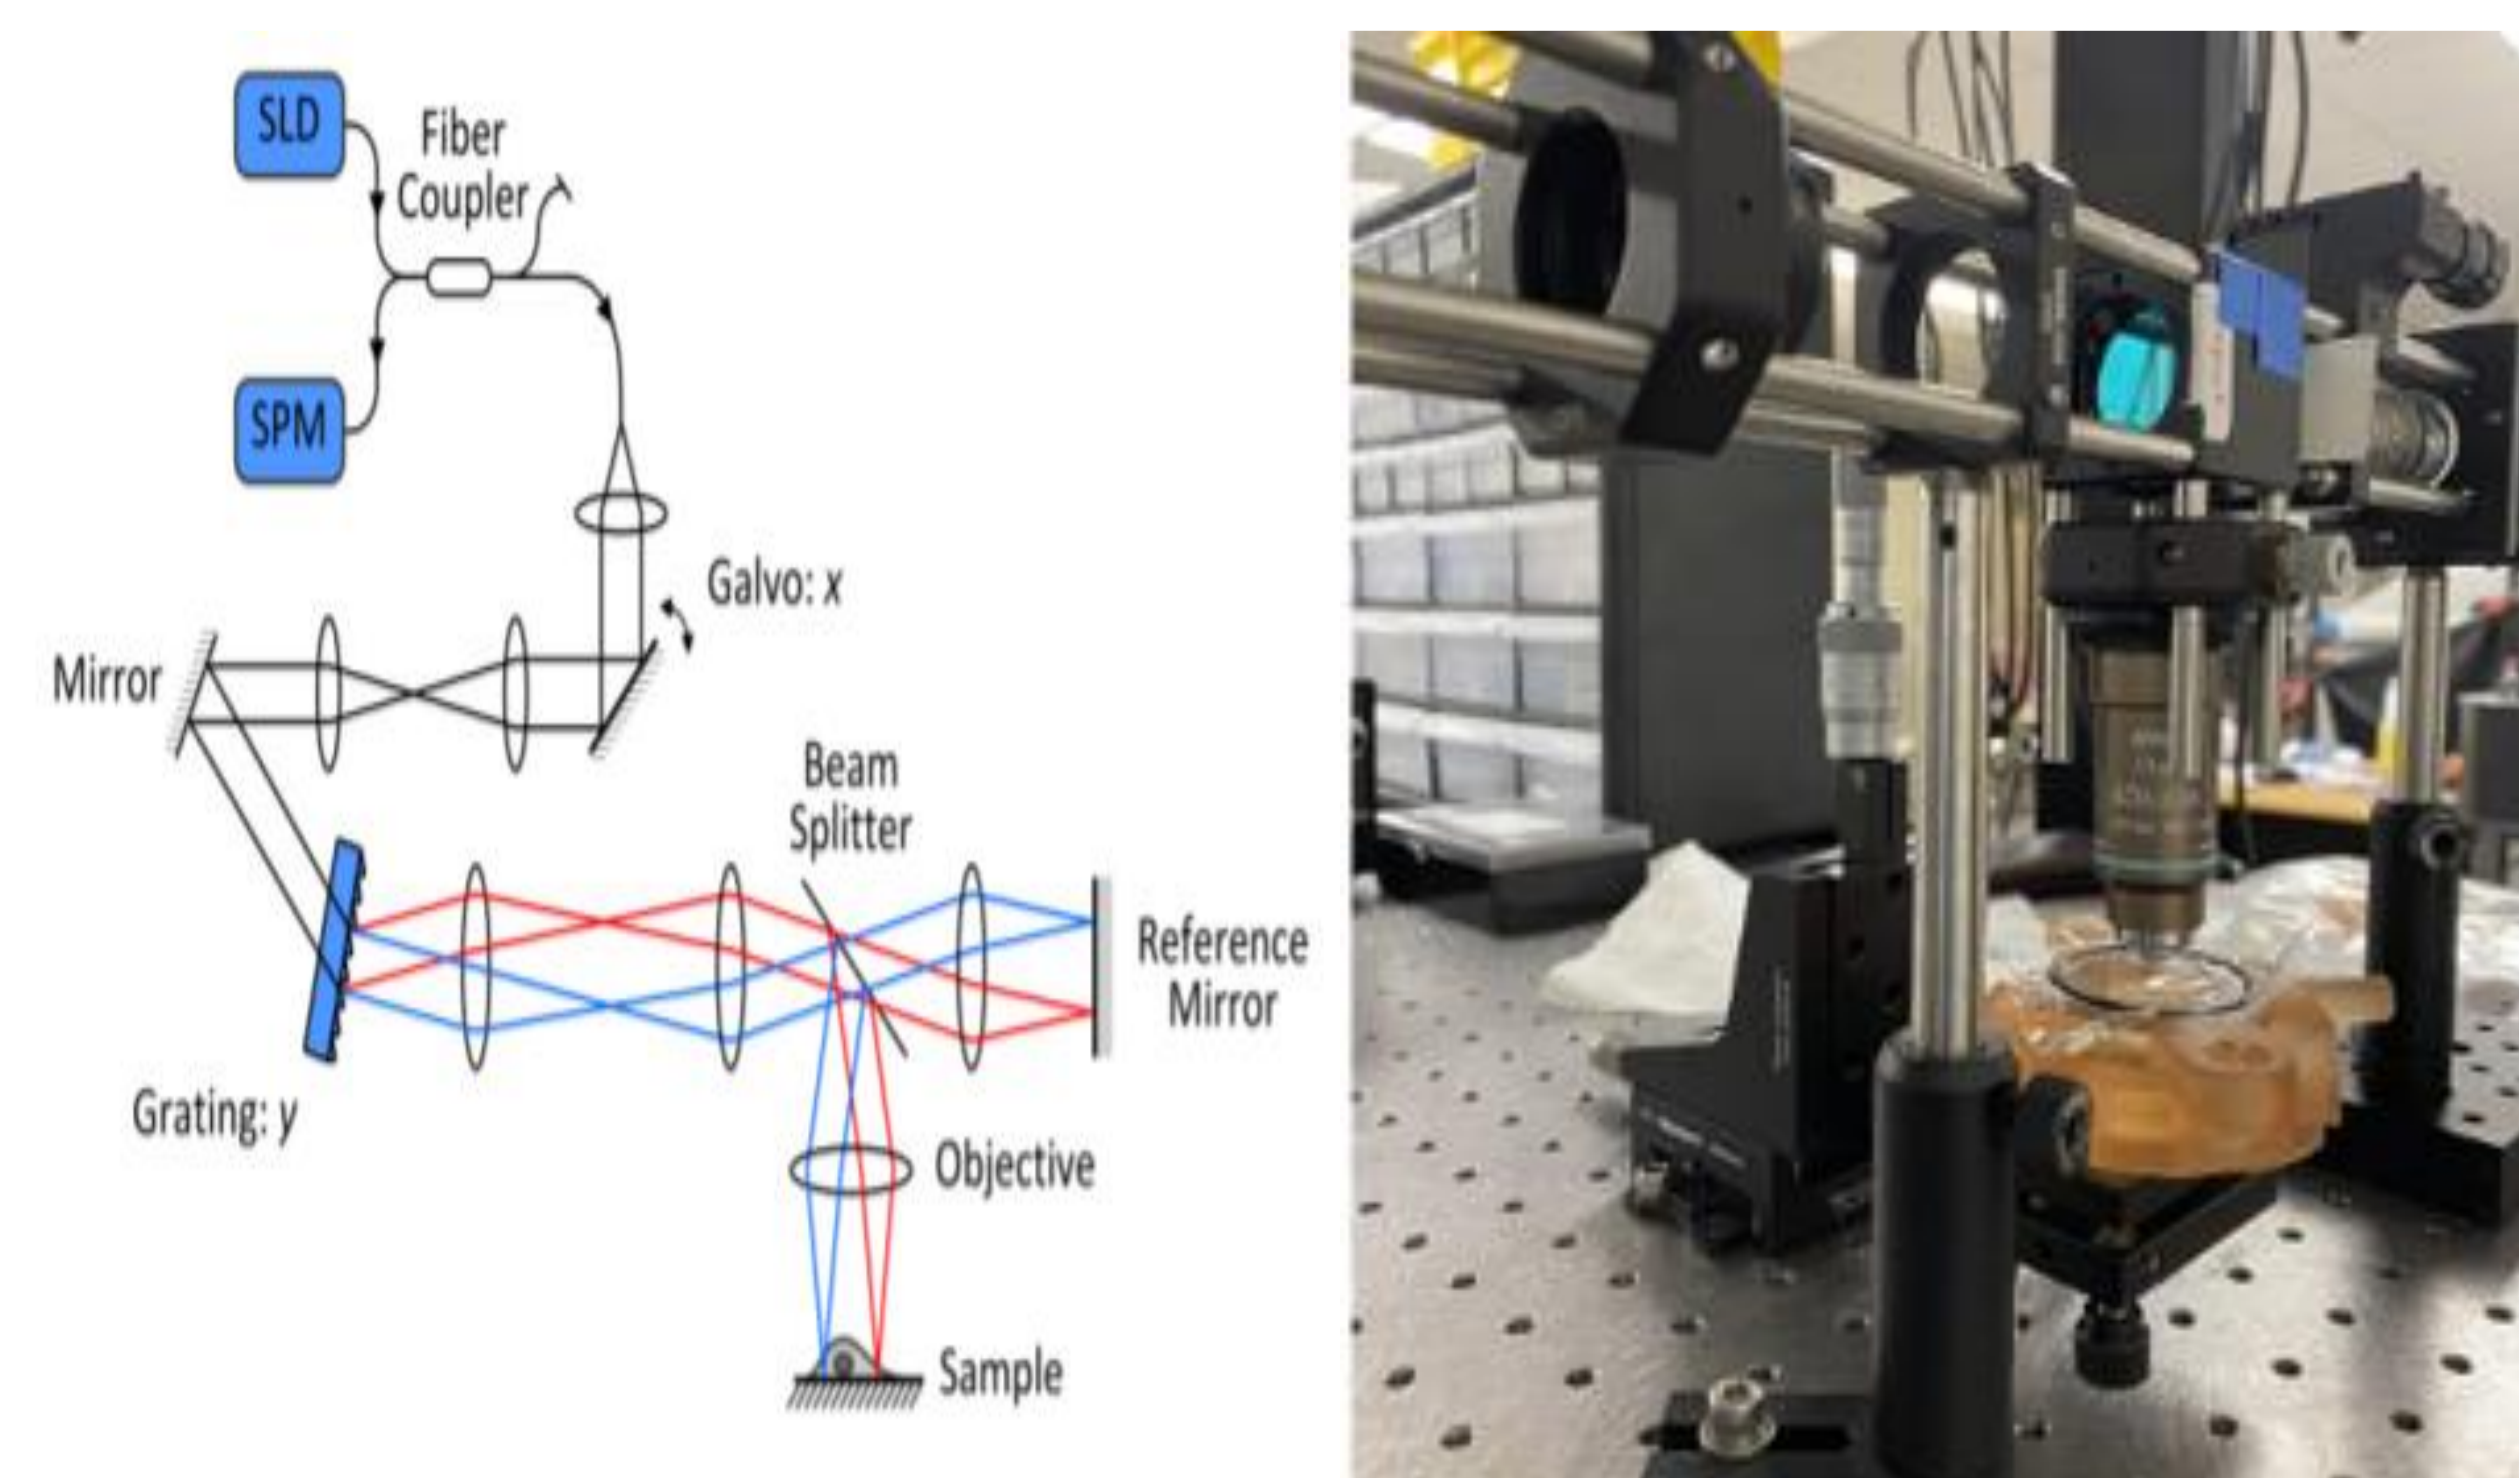 SLD
Fiber
Coupler
SPM
Galvo: x
Mirror
Beam
Splitter
Reference
Mirror
Grating: y
Objective
Sample